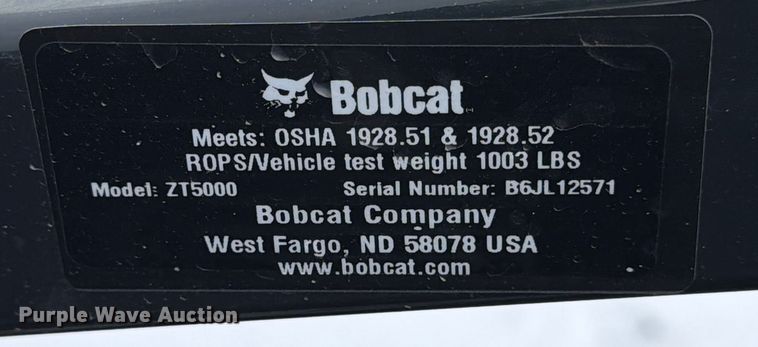 Bobcat
Meets: OSHA 1928.51 & 1928.52
ROPS/Vehicle test weight 1003 LBS
Model: ZT5000 Serial Number: B6JL12571
Bobcat Company
West Fargo, ND 58078 USA
www.bobcat.com
Purple Wave Auction